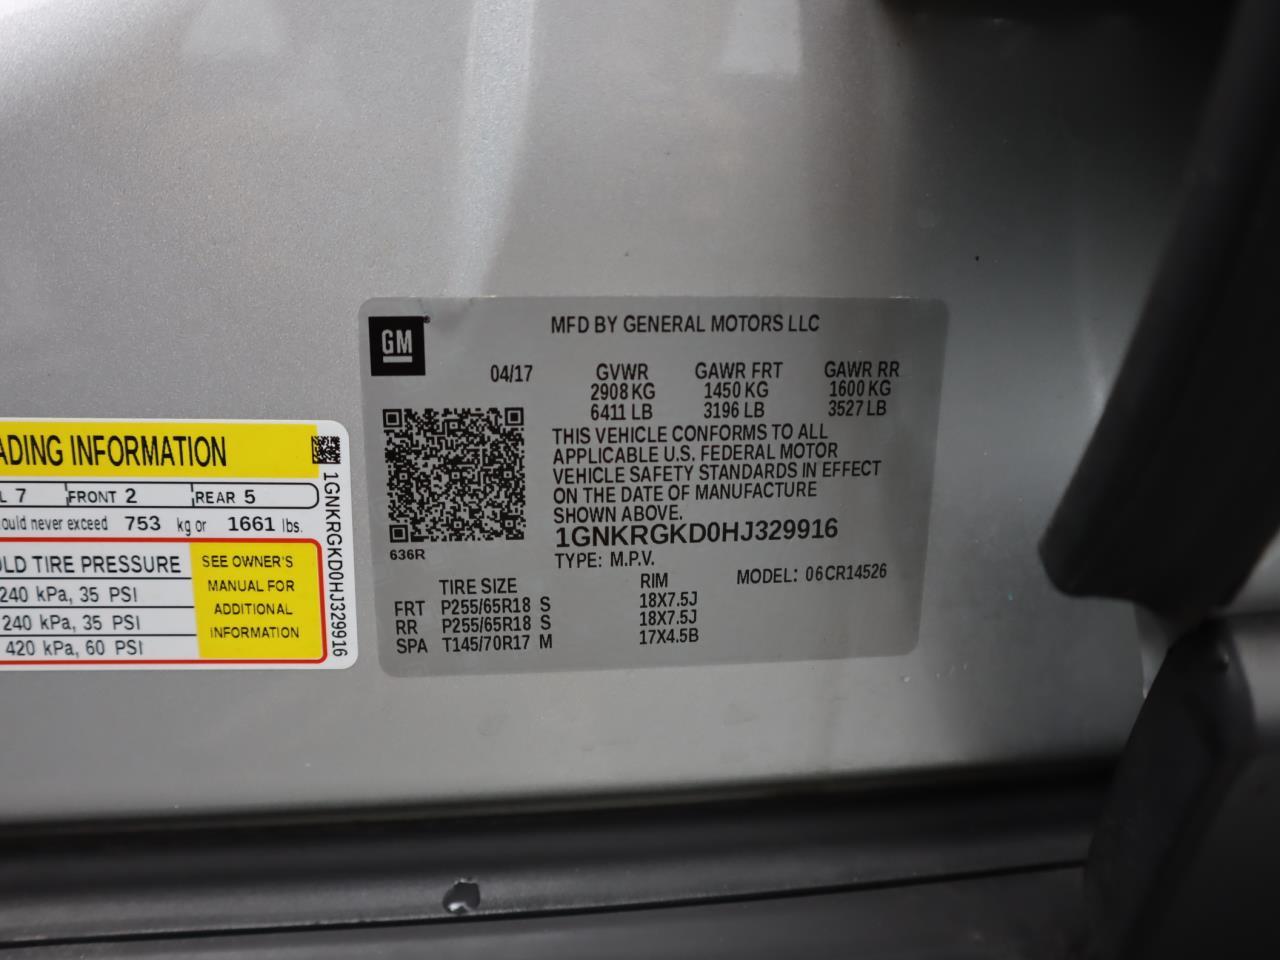 GM
MFD BY GENERAL MOTORS LLC
04/17
GVWR GAWR FRT GAWR RR
2908 KG 1450 KG 1600 KG
6411 LB 3196 LB 3527 LB
THIS VEHICLE CONFORMS TO ALL
APPLICABLE U.S. FEDERAL MOTOR
VEHICLE SAFETY STANDARDS IN EFFECT
ON THE DATE OF MANUFACTURE
SHOWN ABOVE.
1GNKRGKD0HJ329916
TYPE: M.P.V.
MODEL: 06CR14526
636R
TIRE SIZE RIM
FRT P255/65R18 S 18X7.5J
RR P255/65R18 S 18X7.5J
SPA T145/70R17 M 17X4.5B
ADING INFORMATION
L 7 FRONT 2 REAR 5
ould never exceed 753 kg or 1661 lbs.
OLD TIRE PRESSURE
240 kPa, 35 PSI
240 kPa, 35 PSI
420 kPa, 60 PSI
SEE OWNER'S
MANUAL FOR
ADDITIONAL
INFORMATION
1GNKRGKD0HJ329916